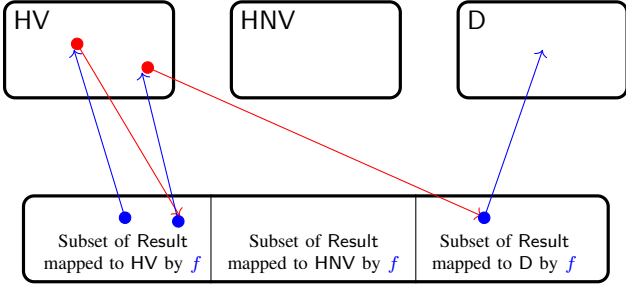 HV HNV D
Subset of Result Subset of Result Subset of Result
mapped to HV by f mapped to HNV by f mapped to D by f